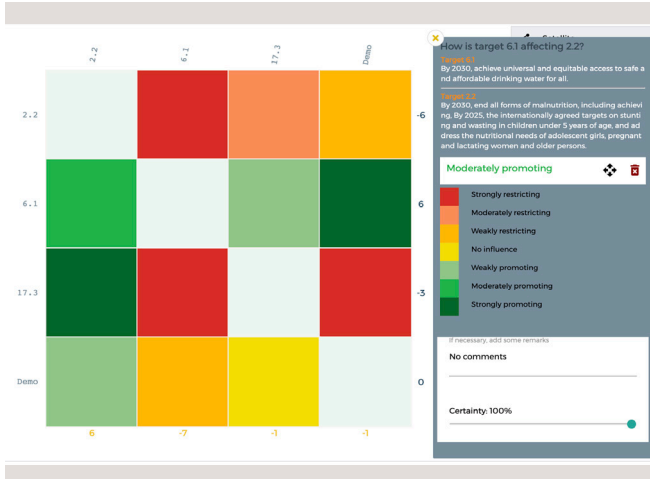 2.2
6.1
17.3
Demo
2.2
-6
6.1
6
17.3
-3
Demo
0
6
-7
-1
-1
How is target 6.1 affecting 2.2?
Target 6.1
By 2030, achieve universal and equitable access to safe a
nd affordable drinking water for all.
Target 2.2
By 2030, end all forms of malnutrition, including achievi
ng, By 2025, the internationally agreed targets on stunti
ng and wasting in children under 5 years of age, and ad
dress the nutritional needs of adolescent girls, pregnant
and lactating women and older persons.
Moderately promoting
Strongly restricting
Moderately restricting
Weakly restricting
No influence
Weakly promoting
Moderately promoting
Strongly promoting
If necessary, add some remarks
No comments
Certainty: 100%